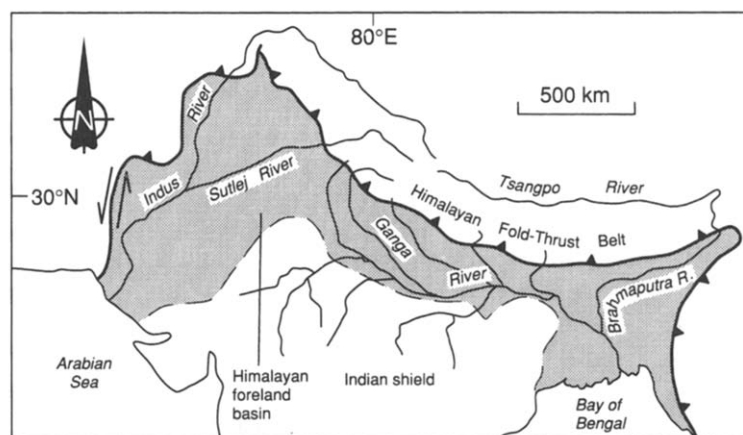 80°E
500 km
N
30°N
Indus River
Sutlej River
Tsangpo River
Himalayan
Fold-Thrust Belt
Ganga River
Brahmaputra R.
Arabian
Sea
Himalayan
foreland
basin
Indian shield
Bay of
Bengal